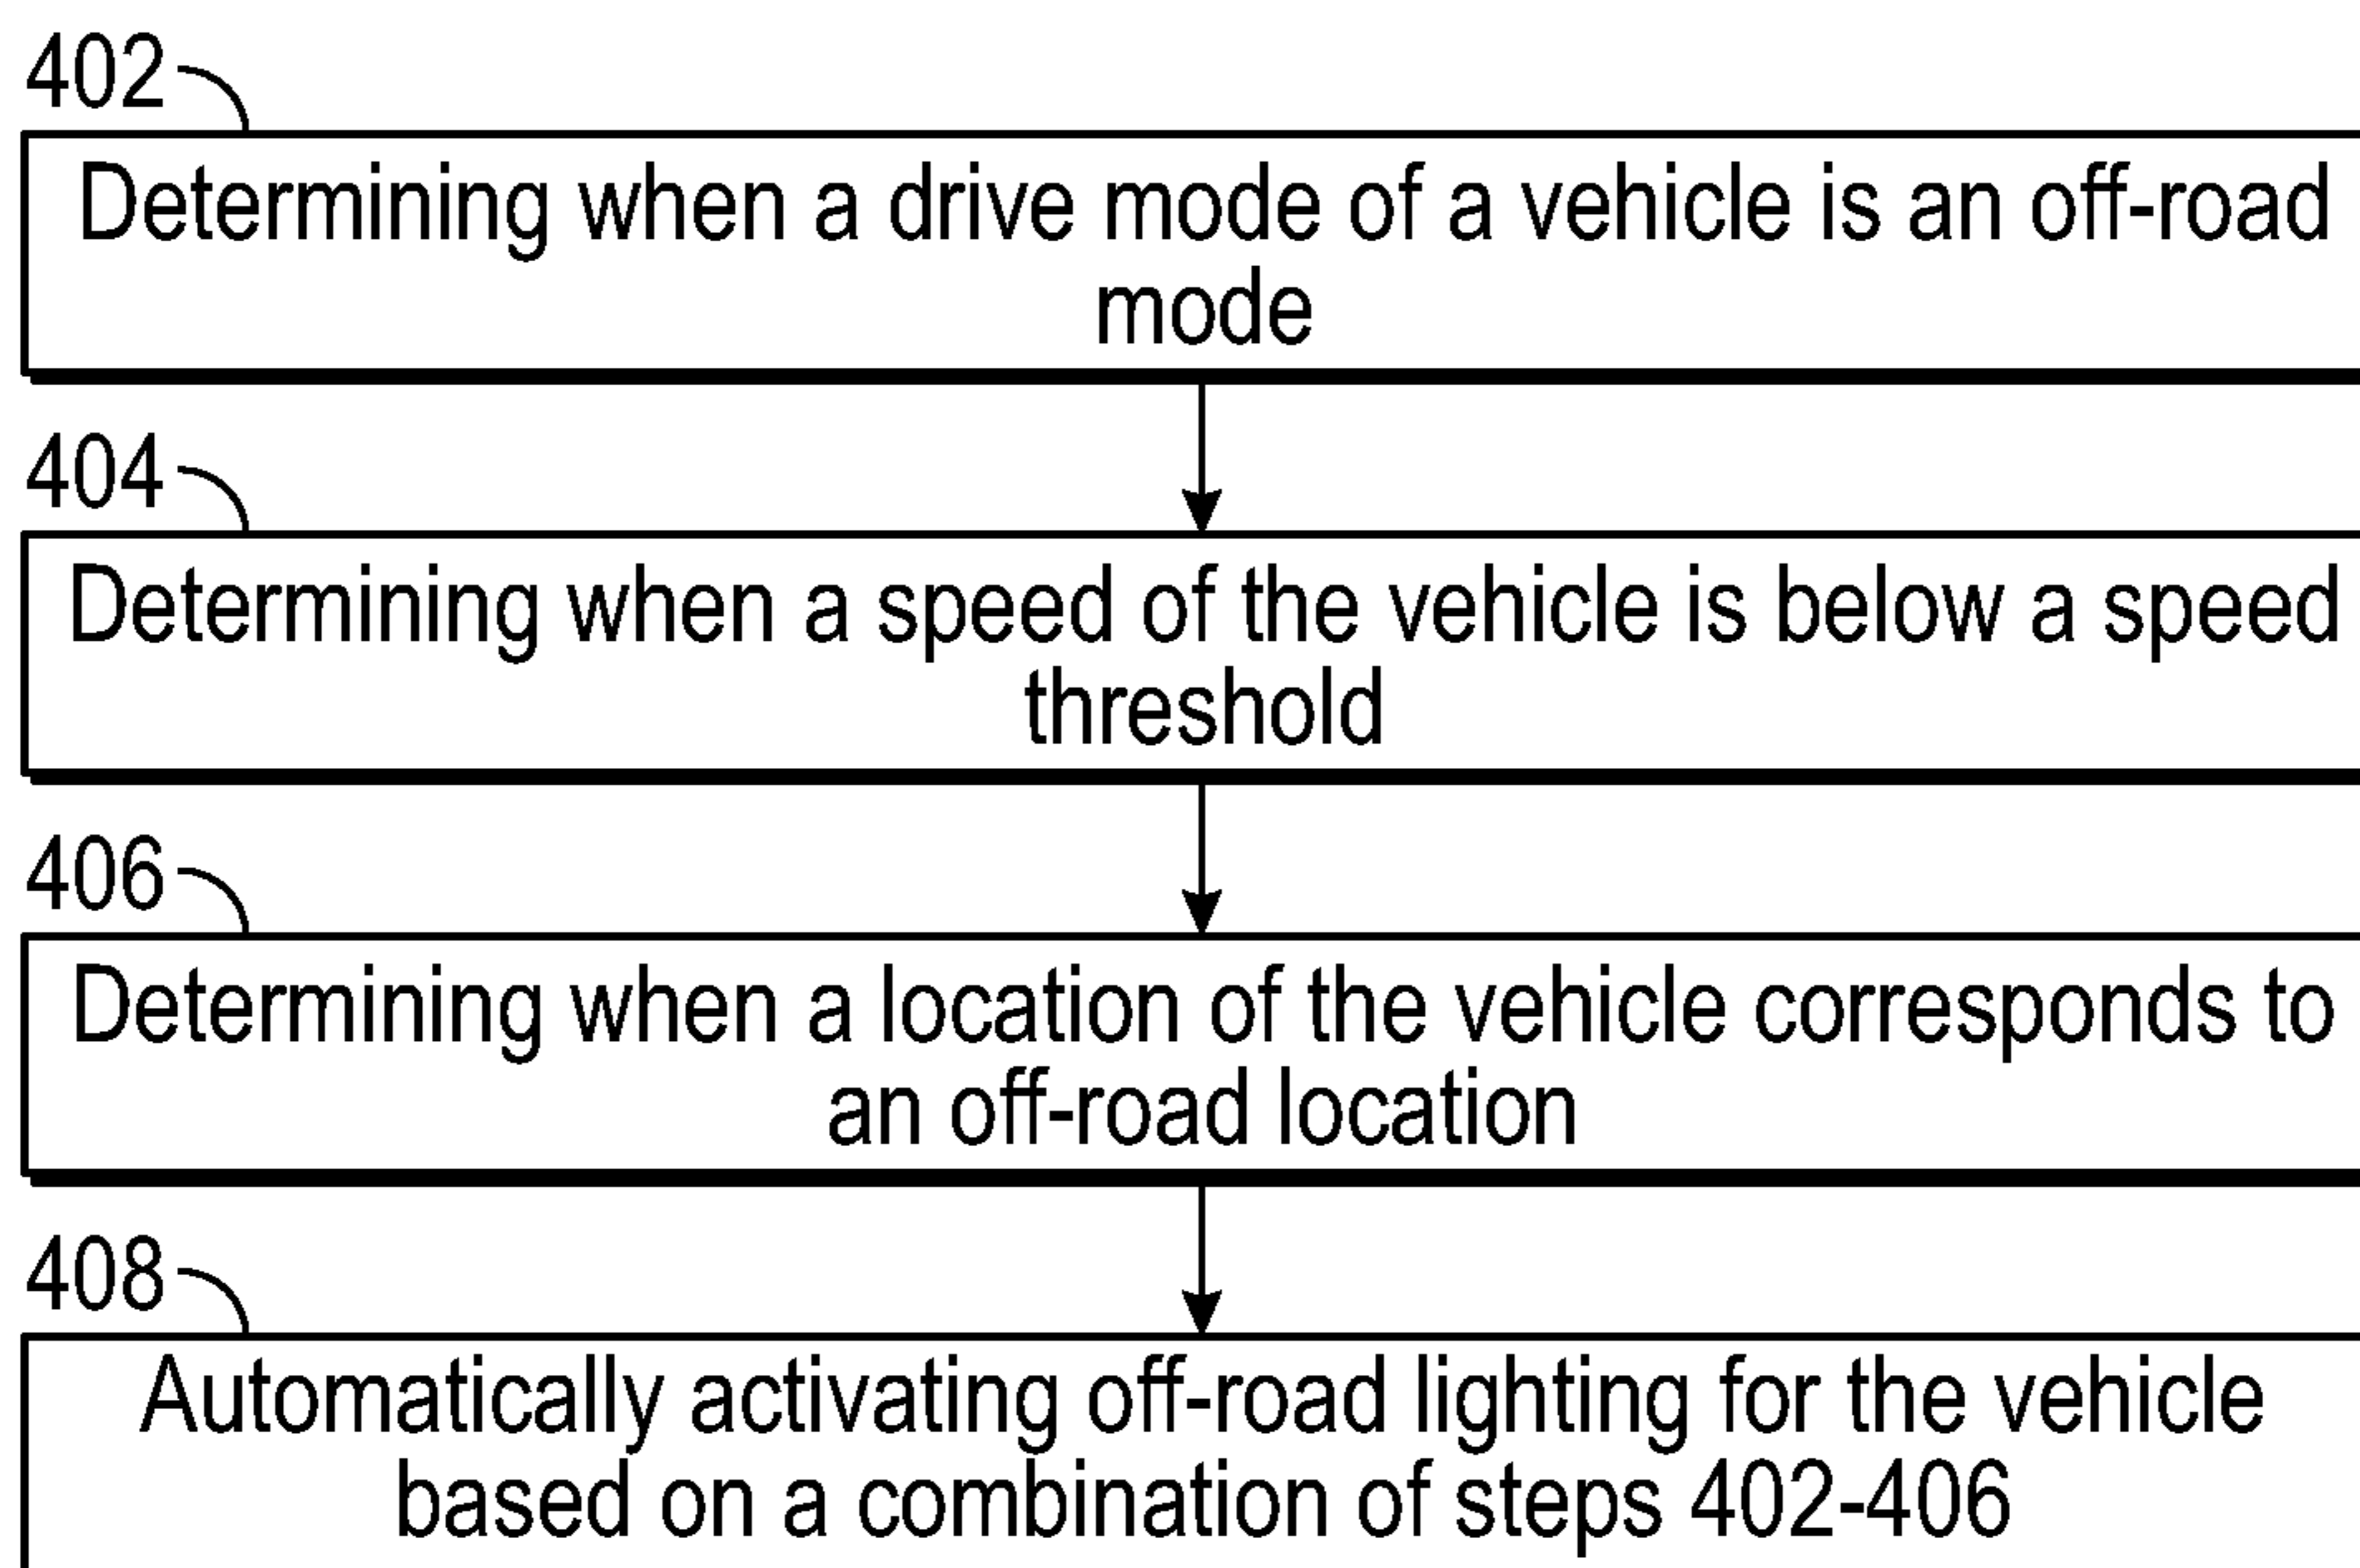 402
Determining when a drive mode of a vehicle is an off-road
mode
404
Determining when a speed of the vehicle is below a speed
threshold
406
Determining when a location of the vehicle corresponds to
an off-road location
408
Automatically activating off-road lighting for the vehicle
based on a combination of steps 402-406